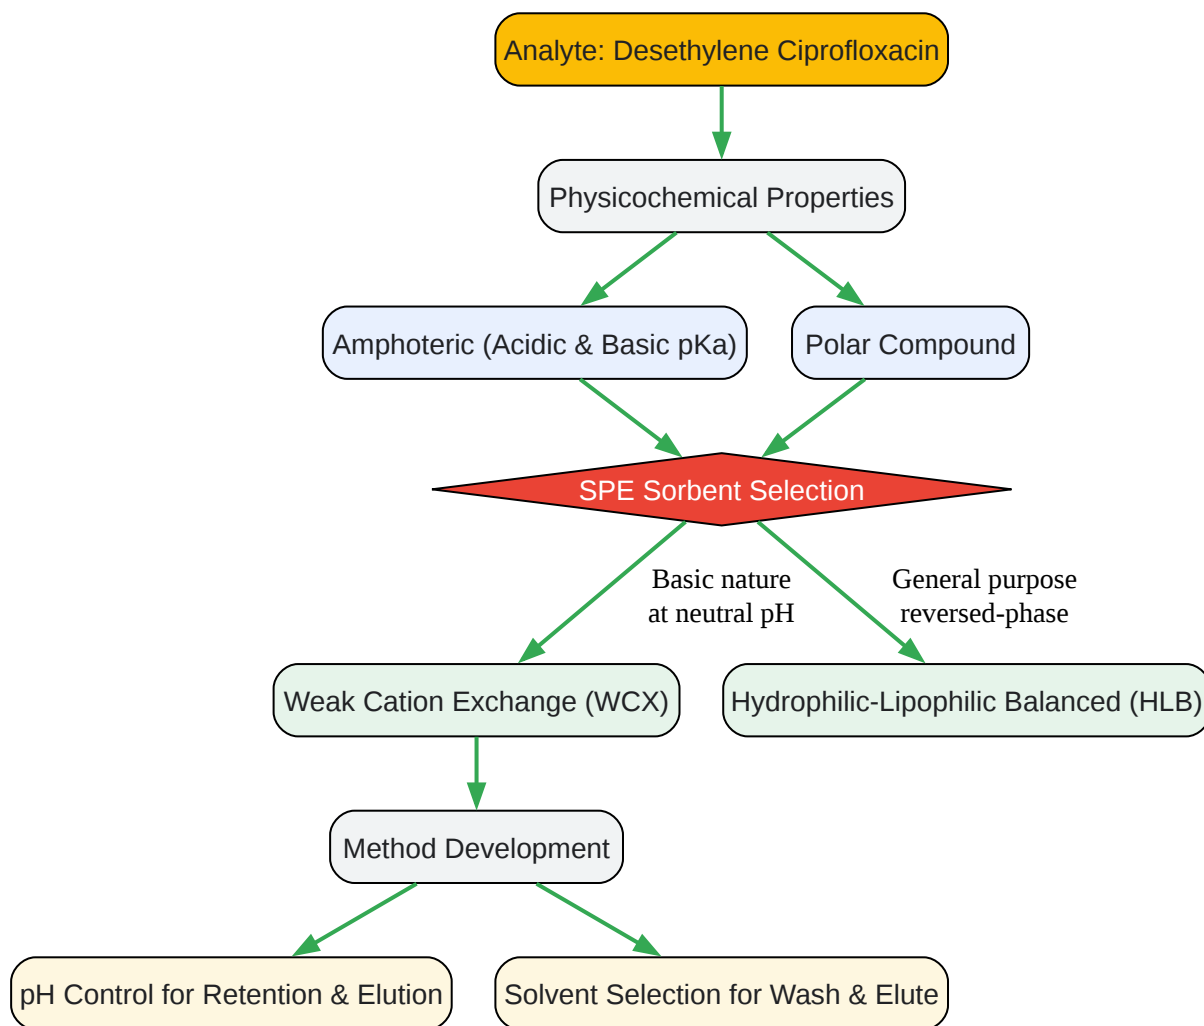 Analyte: Desethylene Ciprofloxacin
Physicochemical Properties
Amphoteric (Acidic & Basic pKa)
Polar Compound
SPE Sorbent Selection
Basic nature
at neutral pH
General purpose
reversed-phase
Weak Cation Exchange (WCX)
Hydrophilic-Lipophilic Balanced (HLB)
Method Development
pH Control for Retention & Elution
Solvent Selection for Wash & Elute